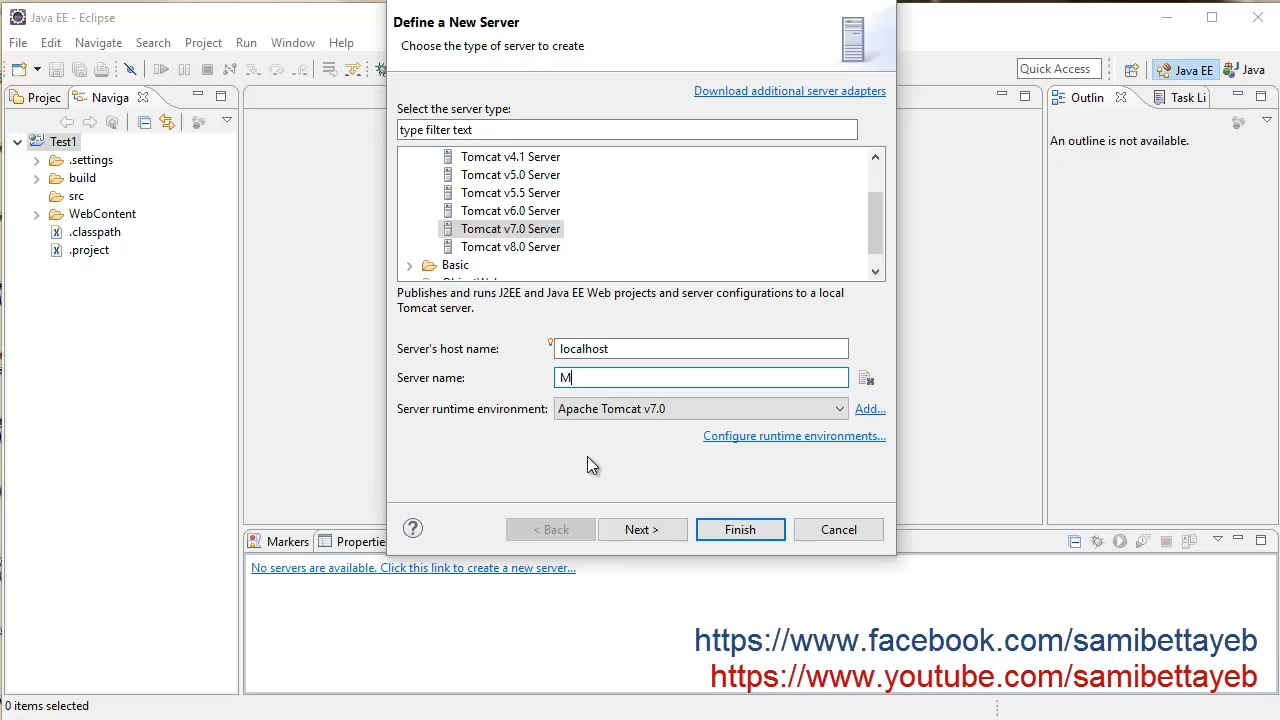 Java EE - Eclipse
File Edit Navigate Search Project Run Window Help
Quick Access
Java EE
Java
Projec
Naviga
Test1
.settings
build
src
WebContent
.classpath
.project
Define a New Server
Choose the type of server to create
Download additional server adapters
Select the server type:
type filter text
Tomcat v4.1 Server
Tomcat v5.0 Server
Tomcat v5.5 Server
Tomcat v6.0 Server
Tomcat v7.0 Server
Tomcat v8.0 Server
Basic
Publishes and runs J2EE and Java EE Web projects and server configurations to a local
Tomcat server.
Server's host name: localhost
Server name: M
Server runtime environment: Apache Tomcat v7.0 Add...
Configure runtime environments...
< Back Next > Finish Cancel
Outlin
Task Li
An outline is not available.
Markers
Propertie
No servers are available. Click this link to create a new server...
https://www.facebook.com/samibettayeb
https://www.youtube.com/samibettayeb
0 items selected